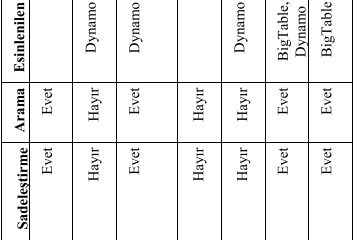 Sadeleştirme Arama Esinlenilen
Evet Evet
Hayır Hayır Dynamo
Evet Evet Dynamo
Hayır Hayır
Hayır Hayır Dynamo
Evet Evet BigTable,
Dynamo
Evet Evet BigTable